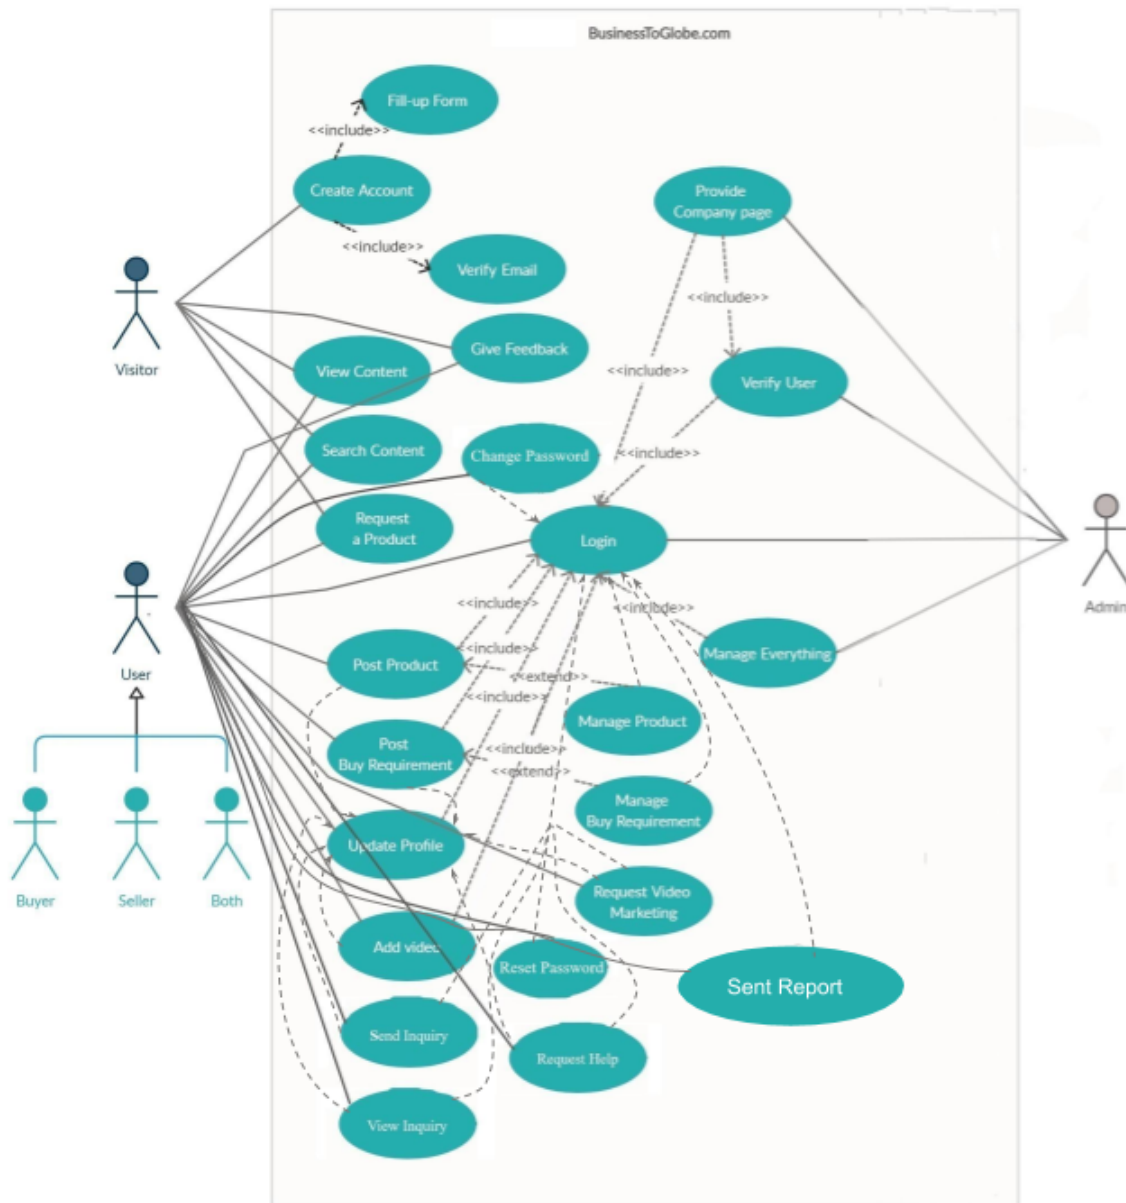 BusinessToGlobe.com
Fill-up Form
<<include>>
Create Account
<<include>>
Verify Email
Provide
Company page
<<include>>
Visitor
Give Feedback
View Content
<<include>>
Verify User
Search Content
Change Password
<<include>>
Request
a Product
Login
Admin
User
<<include>>
<<include>>
<<include>>
Post Product
Manage Everything
<<extend>>
<<include>>
Manage Product
Post
Buy Requirement
<<include>>
<<extend>>
Manage
Buy Requirement
Update Profile
Buyer
Seller
Both
Request Video
Marketing
Add video
Reset Password
Sent Report
Send Inquiry
Request Help
View Inquiry